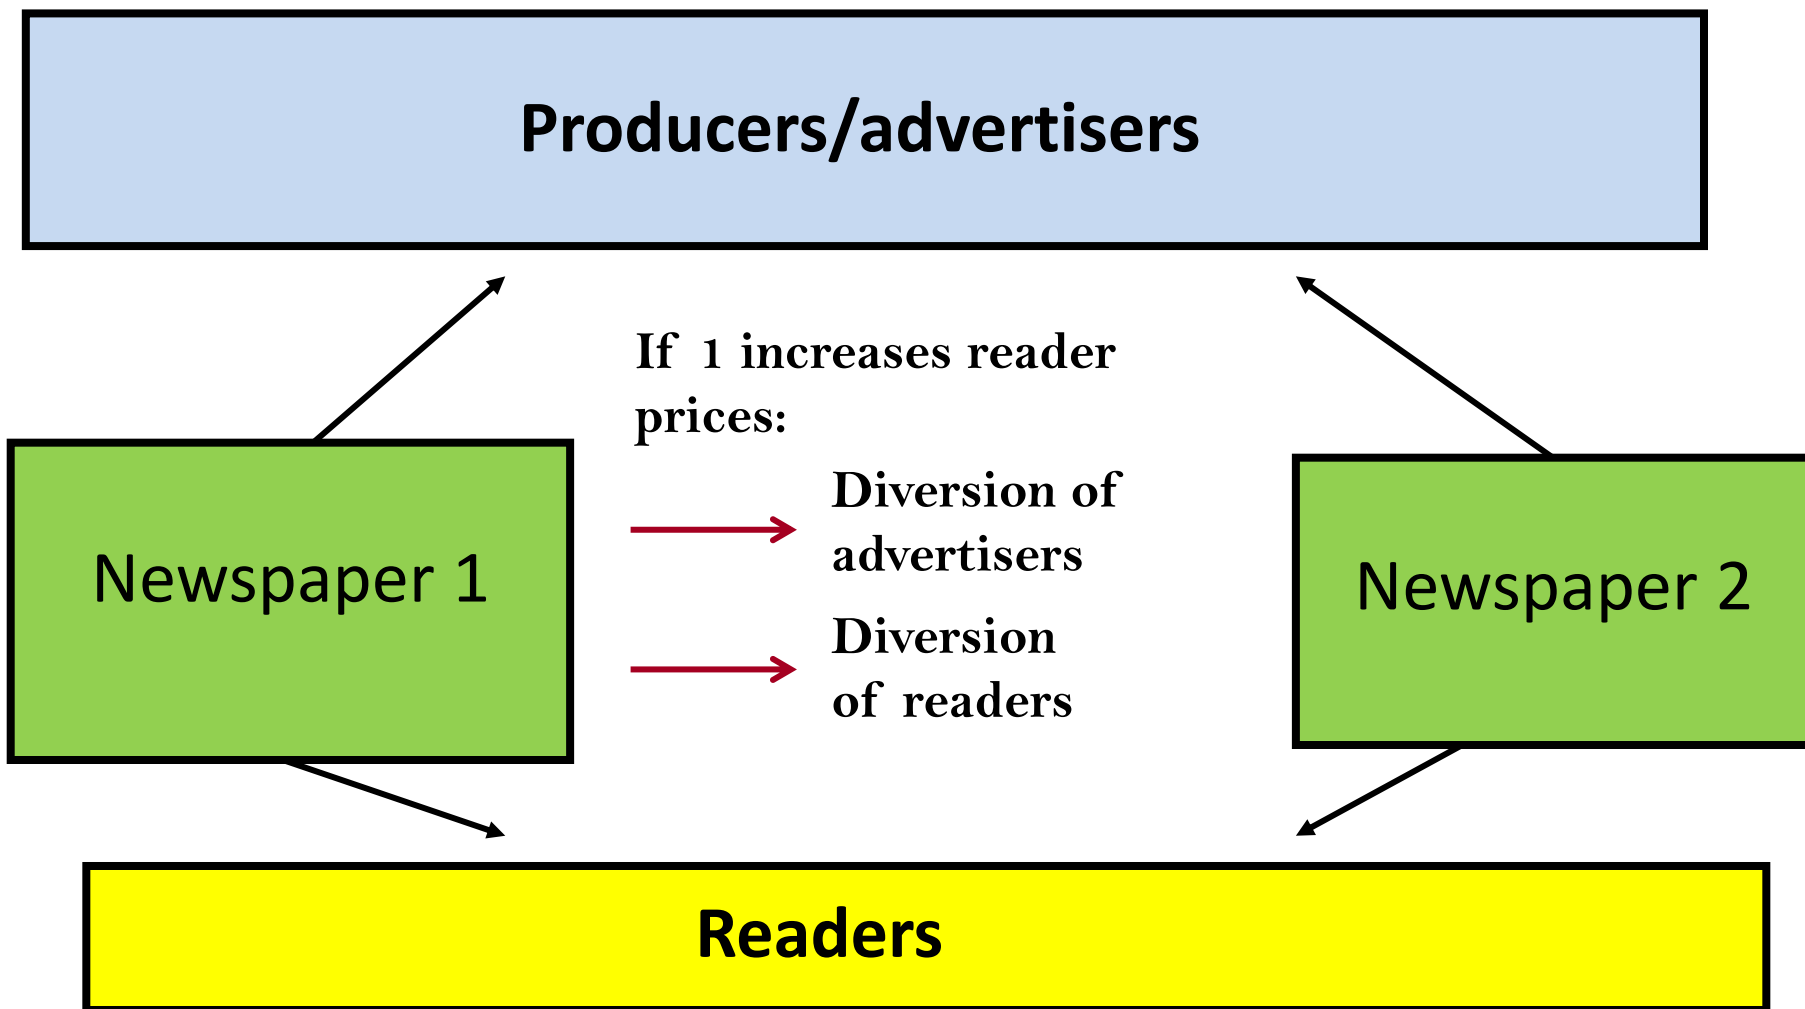 Producers/advertisers
If 1 increases reader
prices:
Diversion of
advertisers
Newspaper 1
Newspaper 2
Diversion
of readers
Readers